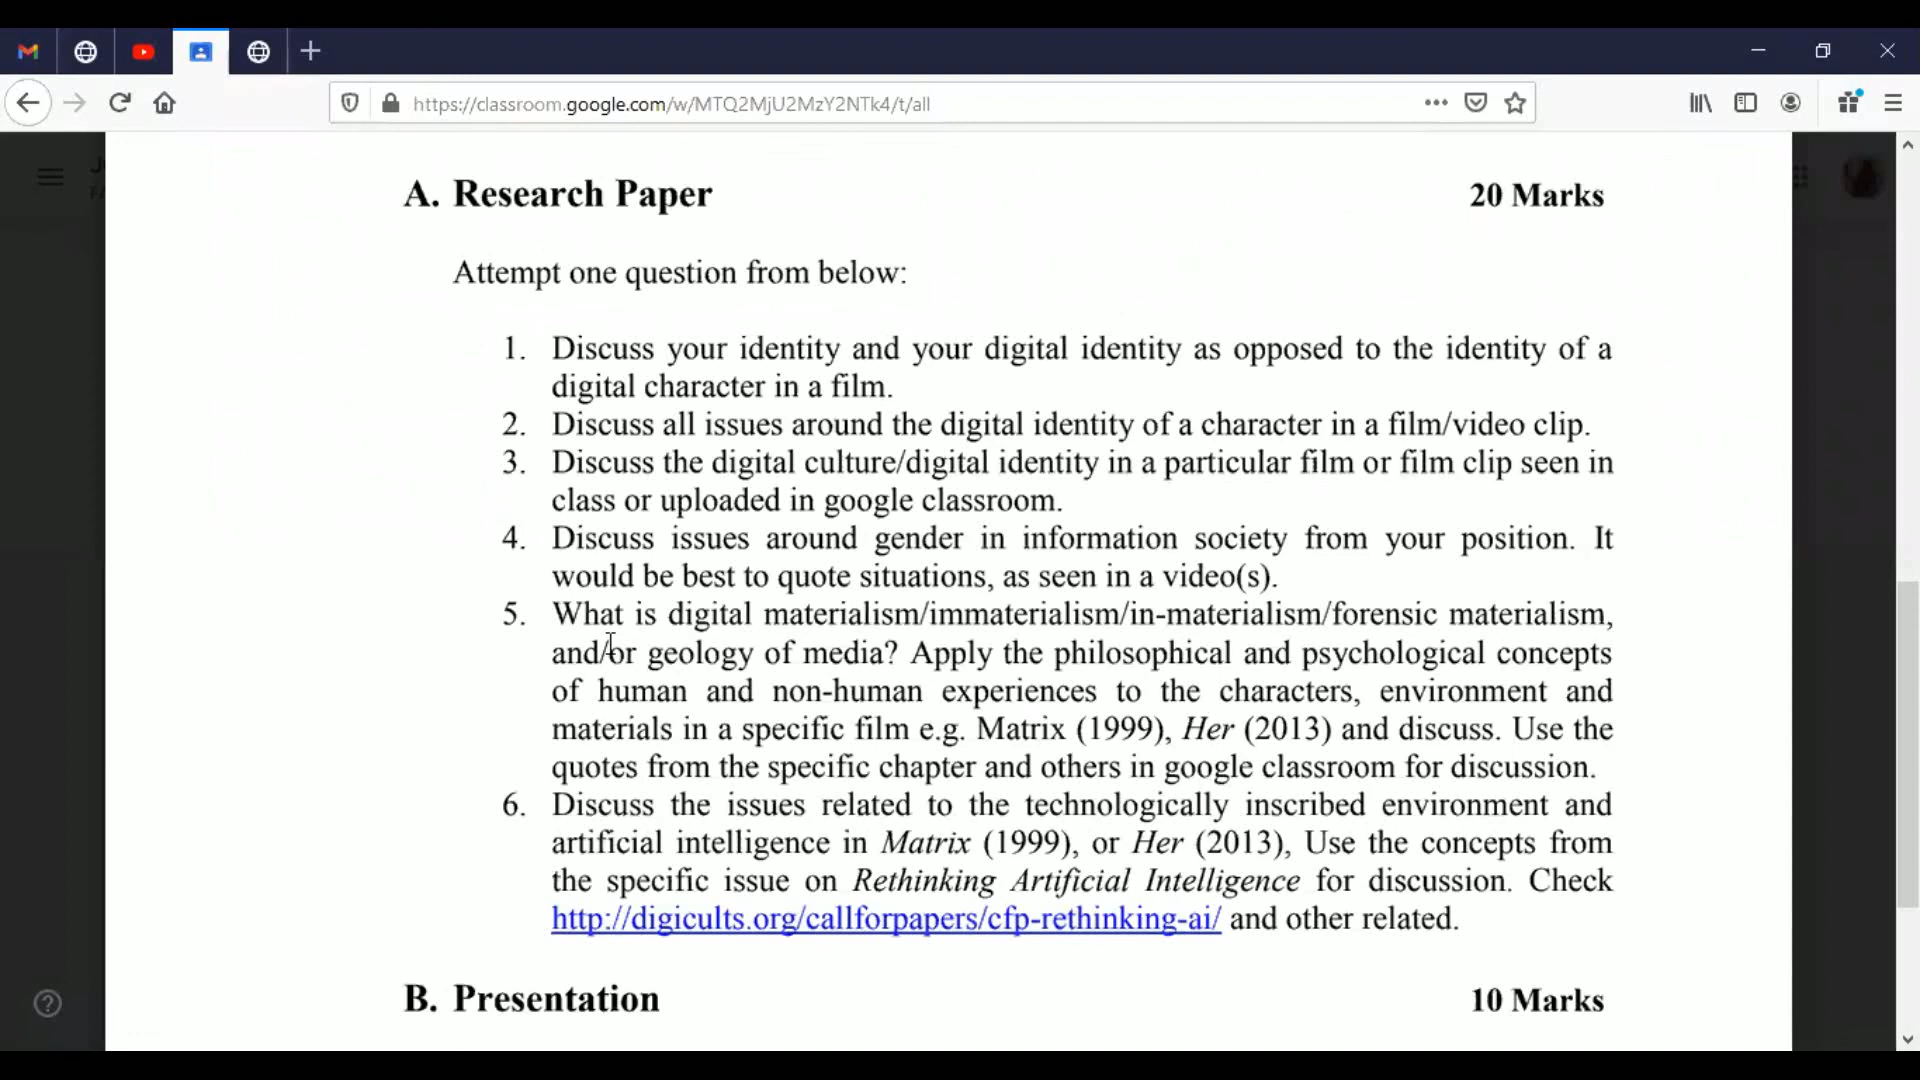 https://classroom.google.com/w/MTQ2MjU2MzY2NTk4/t/all
A. Research Paper 20 Marks
Attempt one question from below:
1. Discuss your identity and your digital identity as opposed to the identity of a
digital character in a film.
2. Discuss all issues around the digital identity of a character in a film/video clip.
3. Discuss the digital culture/digital identity in a particular film or film clip seen in
class or uploaded in google classroom.
4. Discuss issues around gender in information society from your position. It
would be best to quote situations, as seen in a video(s).
5. What is digital materialism/immaterialism/in-materialism/forensic materialism,
and/or geology of media? Apply the philosophical and psychological concepts
of human and non-human experiences to the characters, environment and
materials in a specific film e.g. Matrix (1999), Her (2013) and discuss. Use the
quotes from the specific chapter and others in google classroom for discussion.
6. Discuss the issues related to the technologically inscribed environment and
artificial intelligence in Matrix (1999), or Her (2013), Use the concepts from
the specific issue on Rethinking Artificial Intelligence for discussion. Check
http://digicults.org/callforpapers/cfp-rethinking-ai/ and other related.
B. Presentation 10 Marks